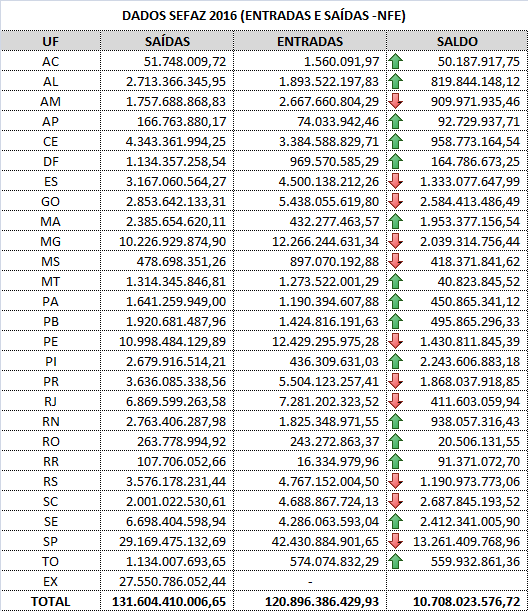 DADOS SEFAZ 2016 (ENTRADAS E SAÍDAS -NFE)
UF SAÍDAS ENTRADAS SALDO
AC 51.748.009,72 1.560.091,97 50.187.917,75
AL 2.713.366.345,95 1.893.522.197,83 819.844.148,12
AM 1.757.688.868,83 2.667.660.804,29 909.971.935,46
AP 166.763.880,17 74.033.942,46 92.729.937,71
CE 4.343.361.994,25 3.384.588.829,71 958.773.164,54
DF 1.134.357.258,54 969.570.585,29 164.786.673,25
ES 3.167.060.564,27 4.500.138.212,26 1.333.077.647,99
GO 2.853.642.133,31 5.438.055.619,80 2.584.413.486,49
MA 2.385.654.620,11 432.277.463,57 1.953.377.156,54
MG 10.226.929.874,90 12.266.244.631,34 2.039.314.756,44
MS 478.698.351,26 897.070.192,88 418.371.841,62
MT 1.314.345.846,81 1.273.522.001,29 40.823.845,52
PA 1.641.259.949,00 1.190.394.607,88 450.865.341,12
PB 1.920.681.487,96 1.424.816.191,63 495.865.296,33
PE 10.998.484.129,89 12.429.295.975,28 1.430.811.845,39
PI 2.679.916.514,21 436.309.631,03 2.243.606.883,18
PR 3.636.085.338,56 5.504.123.257,41 1.868.037.918,85
RJ 6.869.599.263,58 7.281.202.323,52 411.603.059,94
RN 2.763.406.287,98 1.825.348.971,55 938.057.316,43
RO 263.778.994,92 243.272.863,37 20.506.131,55
RR 107.706.052,66 16.334.979,96 91.371.072,70
RS 3.576.178.231,44 4.767.152.004,50 1.190.973.773,06
SC 2.001.022.530,61 4.688.867.724,13 2.687.845.193,52
SE 6.698.404.598,94 4.286.063.593,04 2.412.341.005,90
SP 29.169.475.132,69 42.430.884.901,65 13.261.409.768,96
TO 1.134.007.693,65 574.074.832,29 559.932.861,36
EX 27.550.786.052,44 -
TOTAL 131.604.410.006,65 120.896.386.429,93 10.708.023.576,72